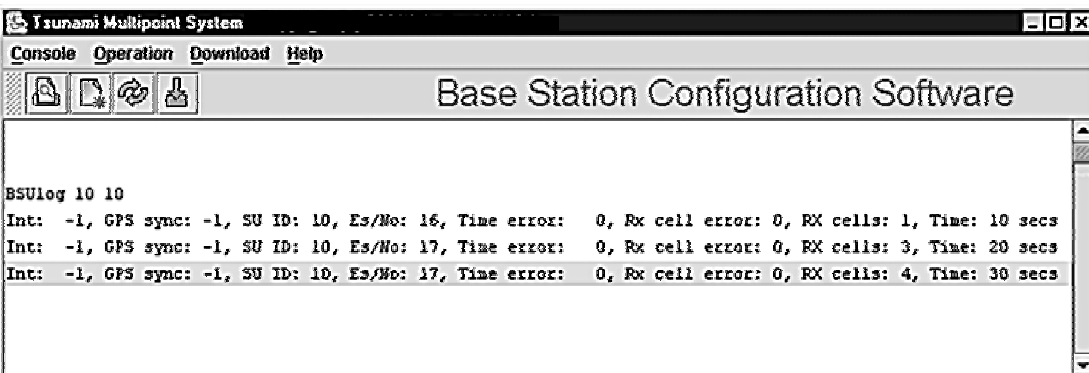 Tsunami Multipoint System
Console Operation Download Help
Base Station Configuration Software
BSUlog 10 10
Int: -1, GPS sync: -1, SU ID: 10, Es/No: 16, Time error: 0, Rx cell error: 0, RX cells: 1, Time: 10 secs
Int: -1, GPS sync: -1, SU ID: 10, Es/No: 17, Time error: 0, Rx cell error: 0, RX cells: 3, Time: 20 secs
Int: -1, GPS sync: -1, SU ID: 10, Es/No: 17, Time error: 0, Rx cell error: 0, RX cells: 4, Time: 30 secs